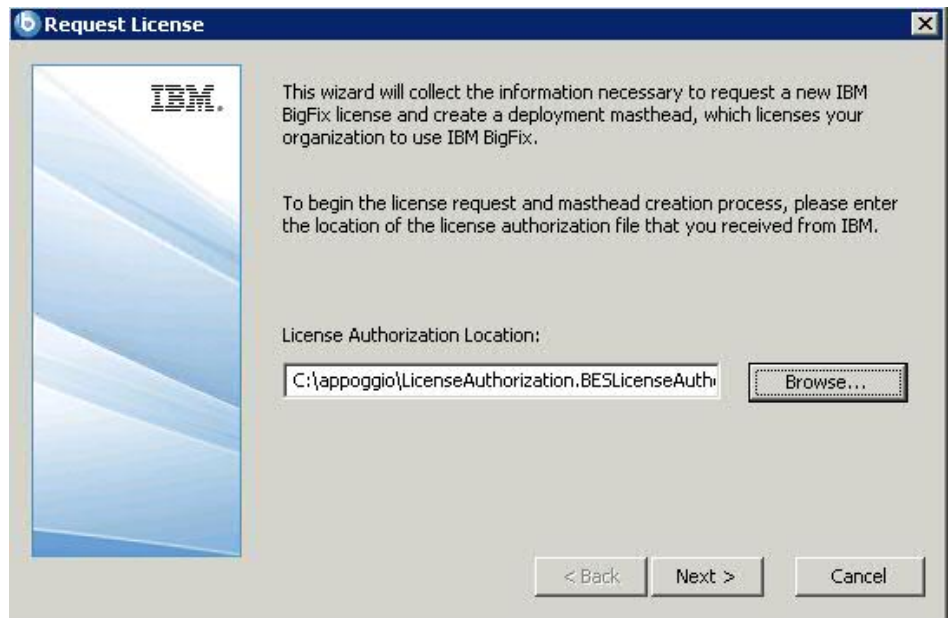 Request License
IBM.
This wizard will collect the information necessary to request a new IBM
BigFix license and create a deployment masthead, which licenses your
organization to use IBM BigFix.
To begin the license request and masthead creation process, please enter
the location of the license authorization file that you received from IBM.
License Authorization Location:
C:\appoggio\LicenseAuthorization.BESLicenseAuth
Browse...
< Back
Next >
Cancel